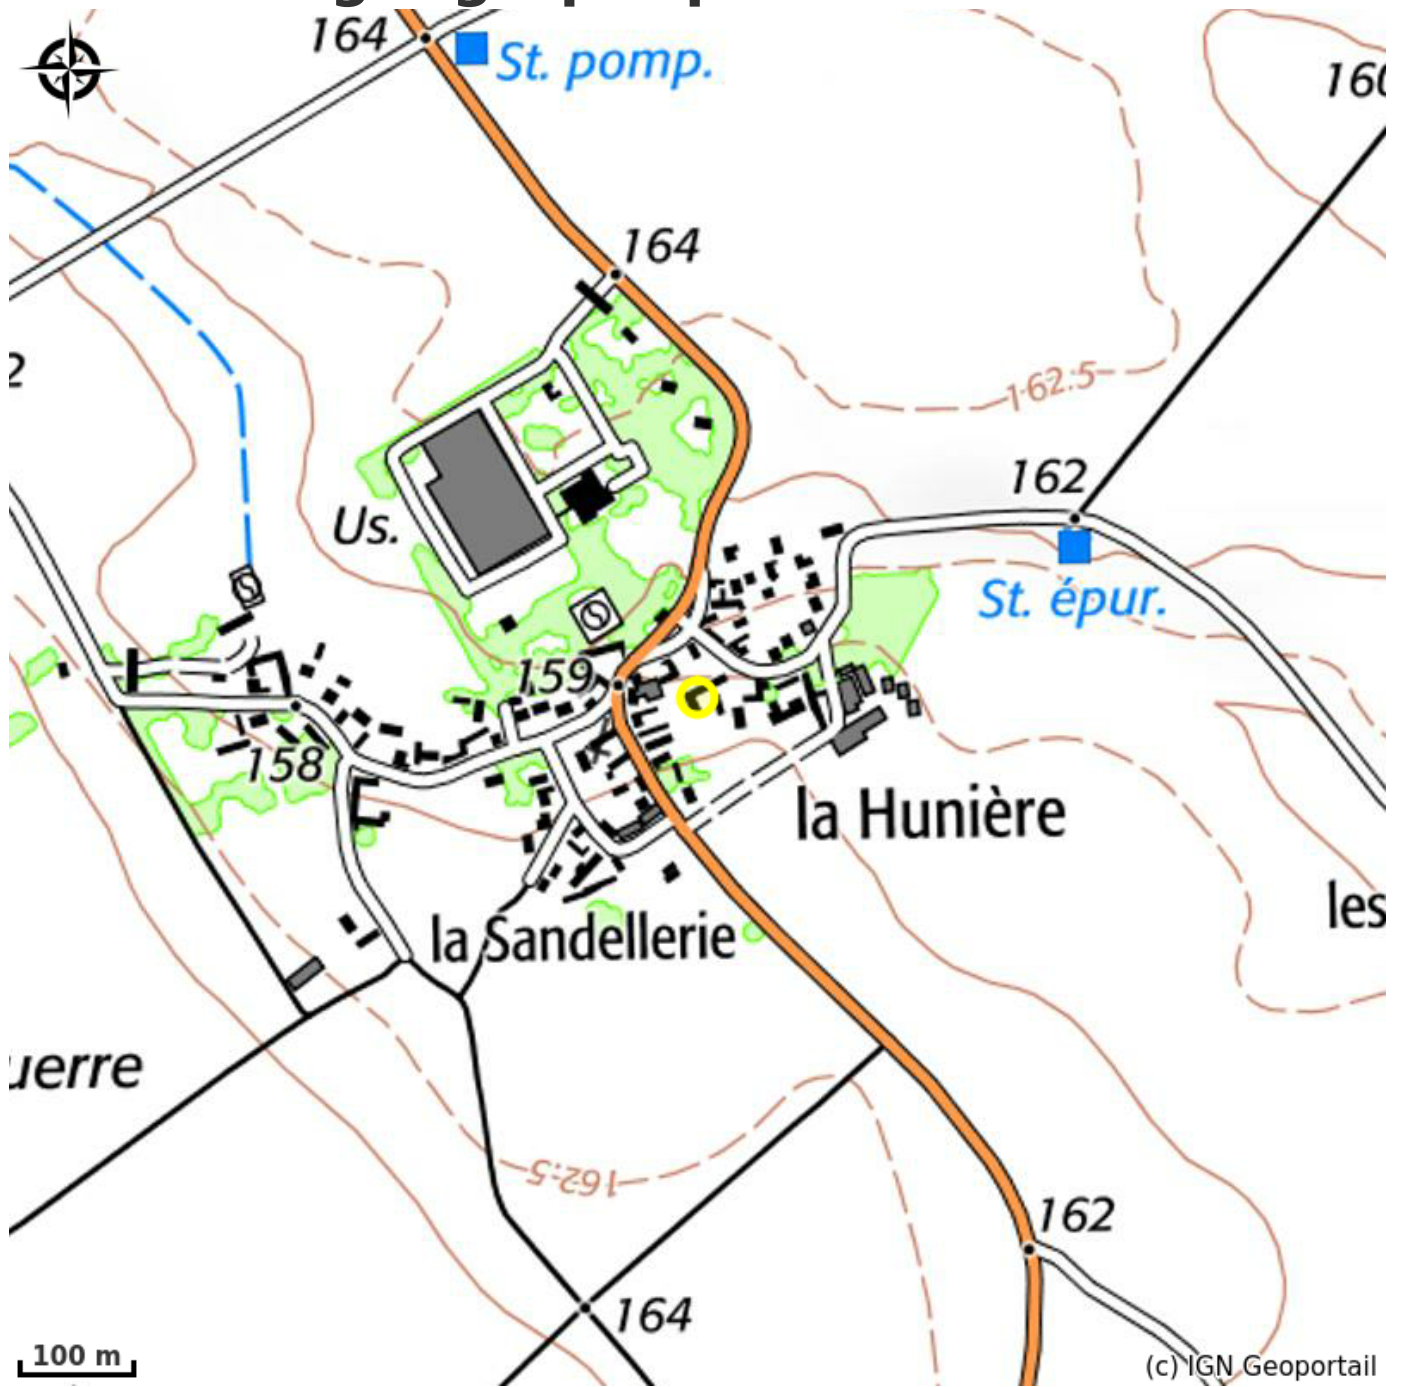 164
St. pomp.
160
164
2
162.5
162
Us.
St. épur.
159
158
la Hunière
les
la Sandellerie
uerre
162.5
162
164
100 m
(c) IGN Geoportail